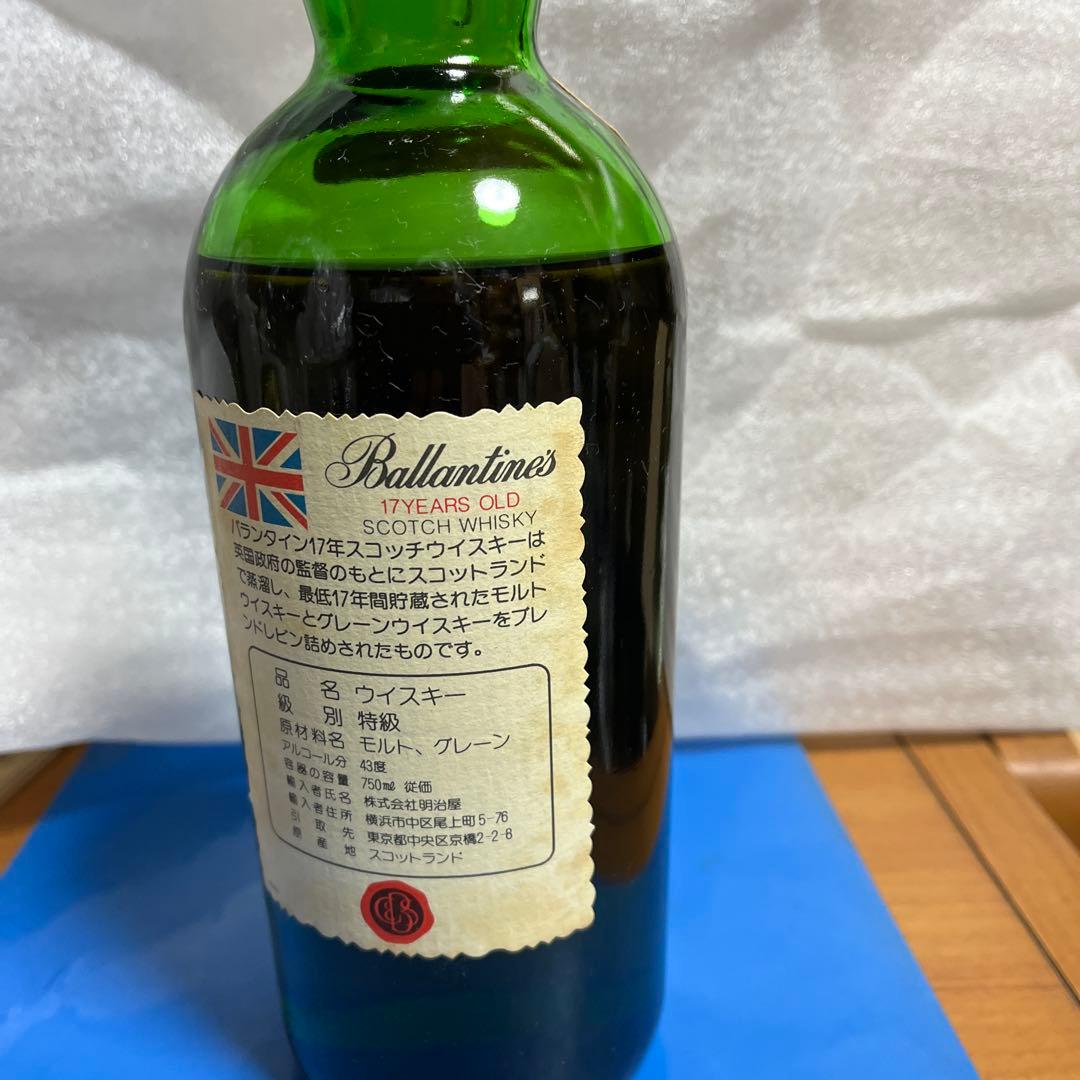 Ballantine's
17YEARS OLD
SCOTCH WHISKY
バランタイン17年スコッチウイスキーは
英国政府の監督のもとにスコットランド
で蒸溜し、最低17年間貯蔵されたモルト
ウイスキーとグレーンウイスキーをブレ
ンドしビン詰めされたものです。
品名 ウイスキー
級別 特級
原材料名 モルト、グレーン
アルコール分 43度
容器の容量 750ml 従価
輸入者氏名 株式会社明治屋
輸入者住所 横浜市中区尾上町5-76
引取先 東京都中央区京橋2-2-8
原産地 スコットランド